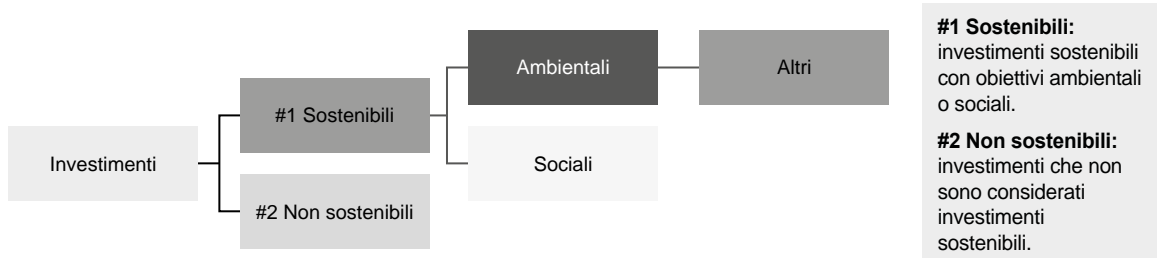 Investimenti
#1 Sostenibili
#2 Non sostenibili
Ambientali
Sociali
Altri
#1 Sostenibili:
investimenti sostenibili
con obiettivi ambientali
o sociali.
#2 Non sostenibili:
investimenti che non
sono considerati
investimenti
sostenibili.